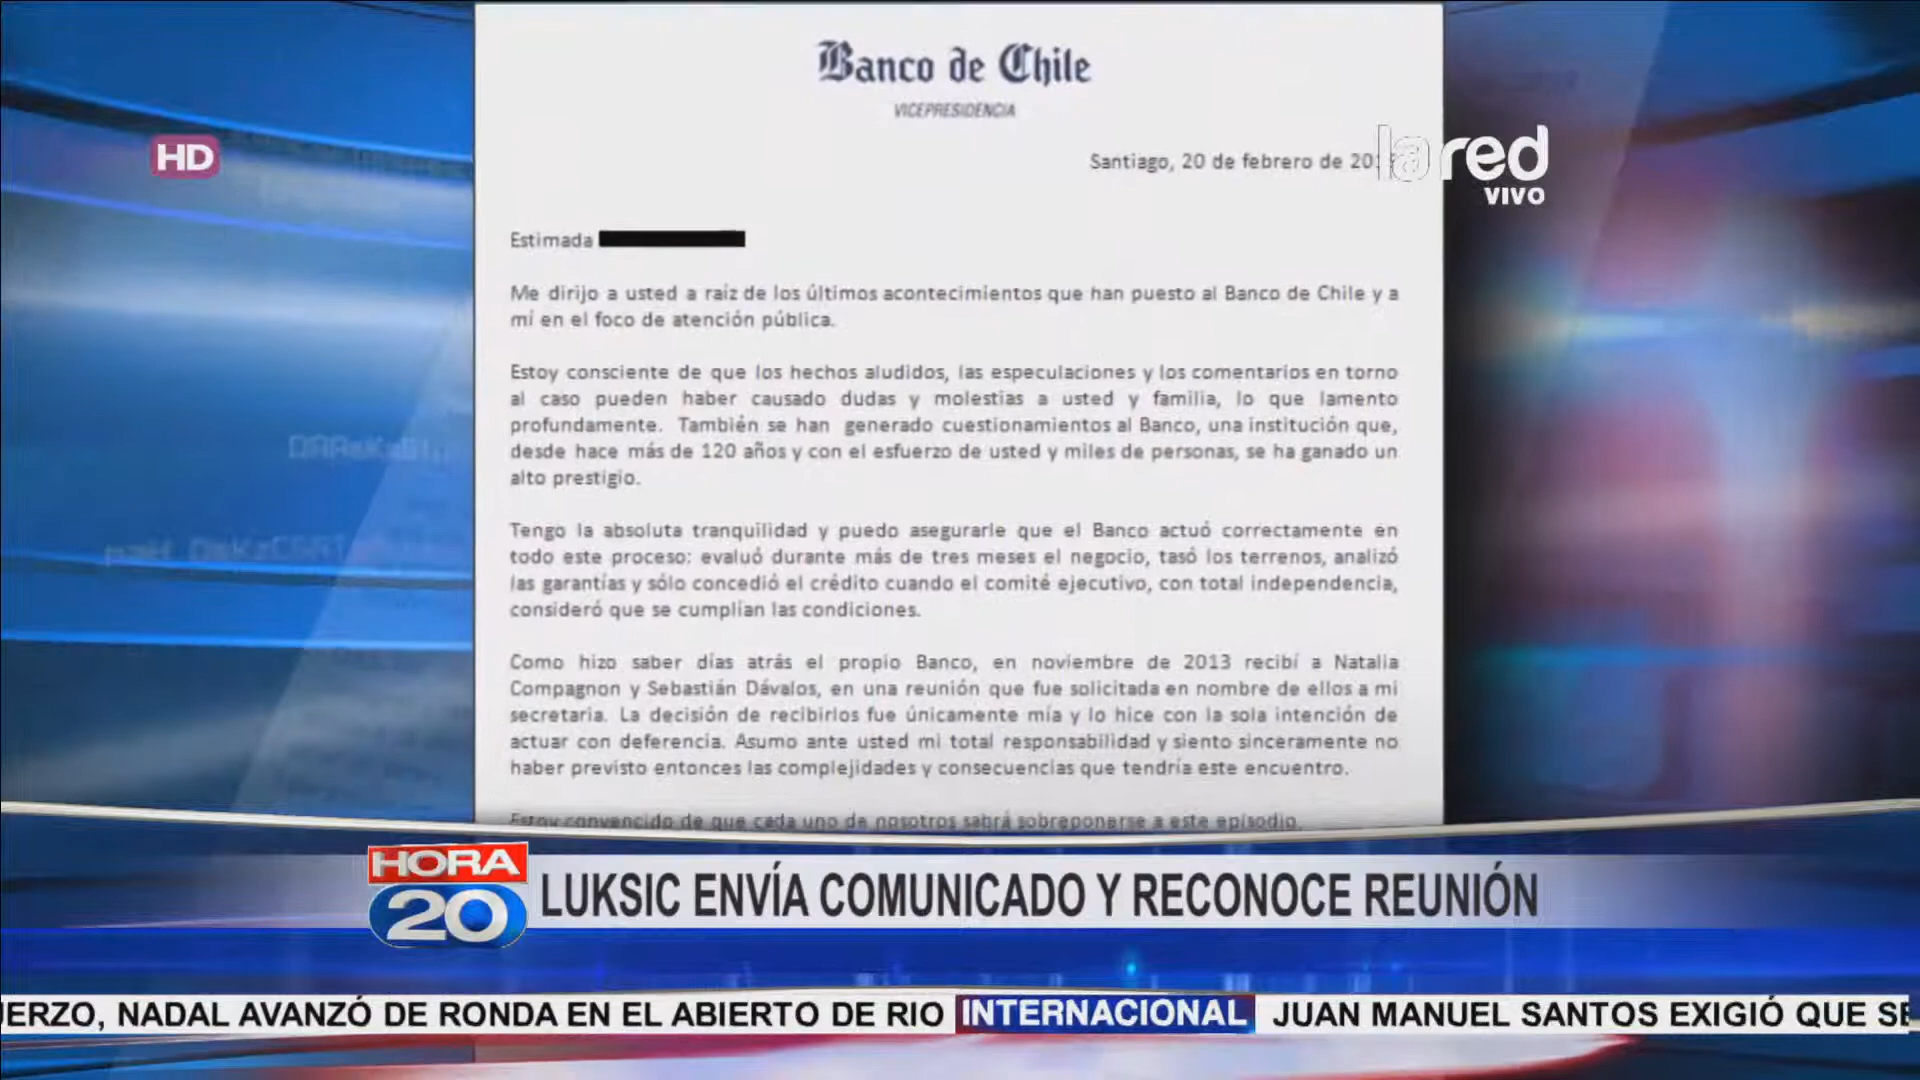 Banco de Chile
VICEPRESIDENCIA
HD
la red
VIVO
Santiago, 20 de febrero de
Estimada
Me dirijo a usted a raíz de los últimos acontecimientos que han puesto al Banco de Chile y a
mí en el foco de atención pública.
Estoy consciente de que los hechos aludidos, las especulaciones y los comentarios en torno
al caso pueden haber causado dudas y molestias a usted y familia, lo que lamento
profundamente. También se han generado cuestionamientos al Banco, una institución que,
desde hace más de 120 años y con el esfuerzo de usted y miles de personas, se ha ganado un
alto prestigio.
Tengo la absoluta tranquilidad y puedo asegurarle que el Banco actuó correctamente en
todo este proceso: evaluó durante más de tres meses el negocio, tasó los terrenos, analizó
las garantías y sólo concedió el crédito cuando el comité ejecutivo, con total independencia,
consideró que se cumplían las condiciones.
Como hizo saber días atrás el propio Banco, en noviembre de 2013 recibí a Natalia
Compagnon y Sebastián Dávalos, en una reunión que fue solicitada en nombre de ellos a mi
secretaria. La decisión de recibirlos fue únicamente mía y lo hice con la sola intención de
actuar con deferencia. Asumo ante usted mi total responsabilidad y siento sinceramente no
haber previsto entonces las complejidades y consecuencias que tendría este encuentro.
Estoy convencido de que cada uno de nosotros sabrá sobreponerse a este episodio.
HORA
20
LUKSIC ENVÍA COMUNICADO Y RECONOCE REUNIÓN
ERZO, NADAL AVANZÓ DE RONDA EN EL ABIERTO DE RIO INTERNACIONAL JUAN MANUEL SANTOS EXIGIÓ QUE SE